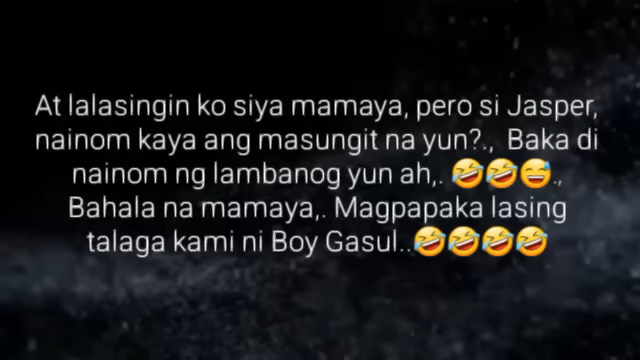 At lalasingin ko siya mamaya, pero si Jasper,
nainom kaya ang masungit na yun?., Baka di
nainom ng lambanog yun ah,. 🤣🤣😅.,
Bahala na mamaya,. Magpapaka lasing
talaga kami ni Boy Gasul..🤣🤣🤣🤣